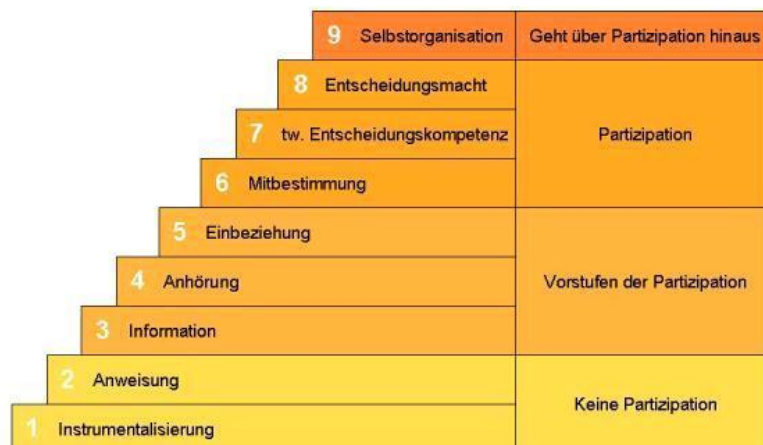 9 Selbstorganisation Geht über Partizipation hinaus
8 Entscheidungsmacht
7 tw. Entscheidungskompetenz Partizipation
6 Mitbestimmung
5 Einbeziehung
4 Anhörung Vorstufen der Partizipation
3 Information
2 Anweisung
Keine Partizipation
1 Instrumentalisierung